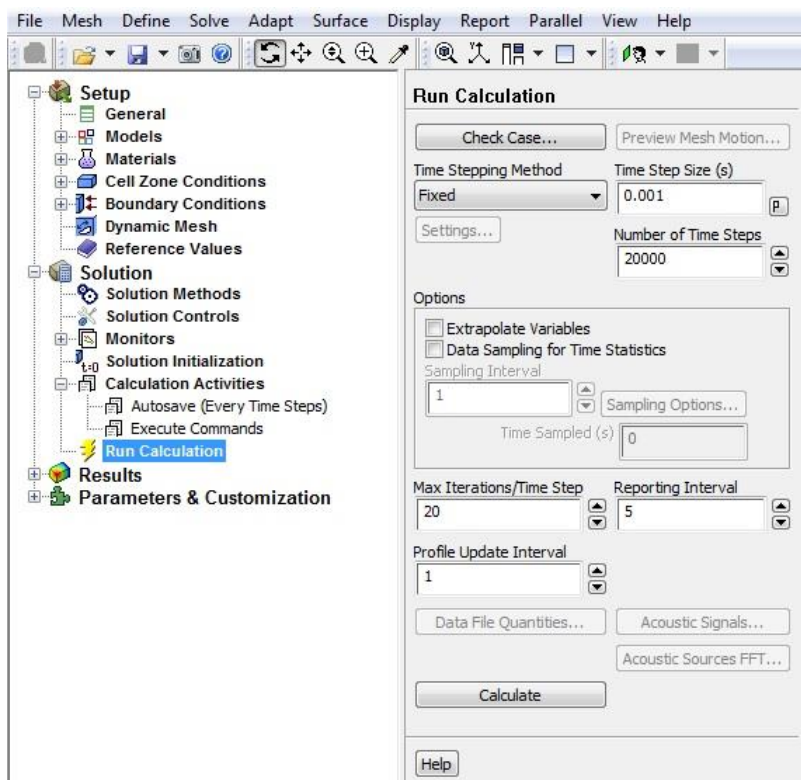 File Mesh Define Solve Adapt Surface Display Report Parallel View Help
Setup
General
Models
Materials
Cell Zone Conditions
Boundary Conditions
Dynamic Mesh
Reference Values
Solution
Solution Methods
Solution Controls
Monitors
t=0 Solution Initialization
Calculation Activities
Autosave (Every Time Steps)
Execute Commands
Run Calculation
Results
Parameters & Customization
Run Calculation
Check Case... Preview Mesh Motion...
Time Stepping Method Time Step Size (s)
Fixed 0.001 P
Settings... Number of Time Steps
20000
Options
Extrapolate Variables
Data Sampling for Time Statistics
Sampling Interval
1 Sampling Options...
Time Sampled (s) 0
Max Iterations/Time Step Reporting Interval
20 5
Profile Update Interval
1
Data File Quantities... Acoustic Signals...
Acoustic Sources FFT...
Calculate
Help